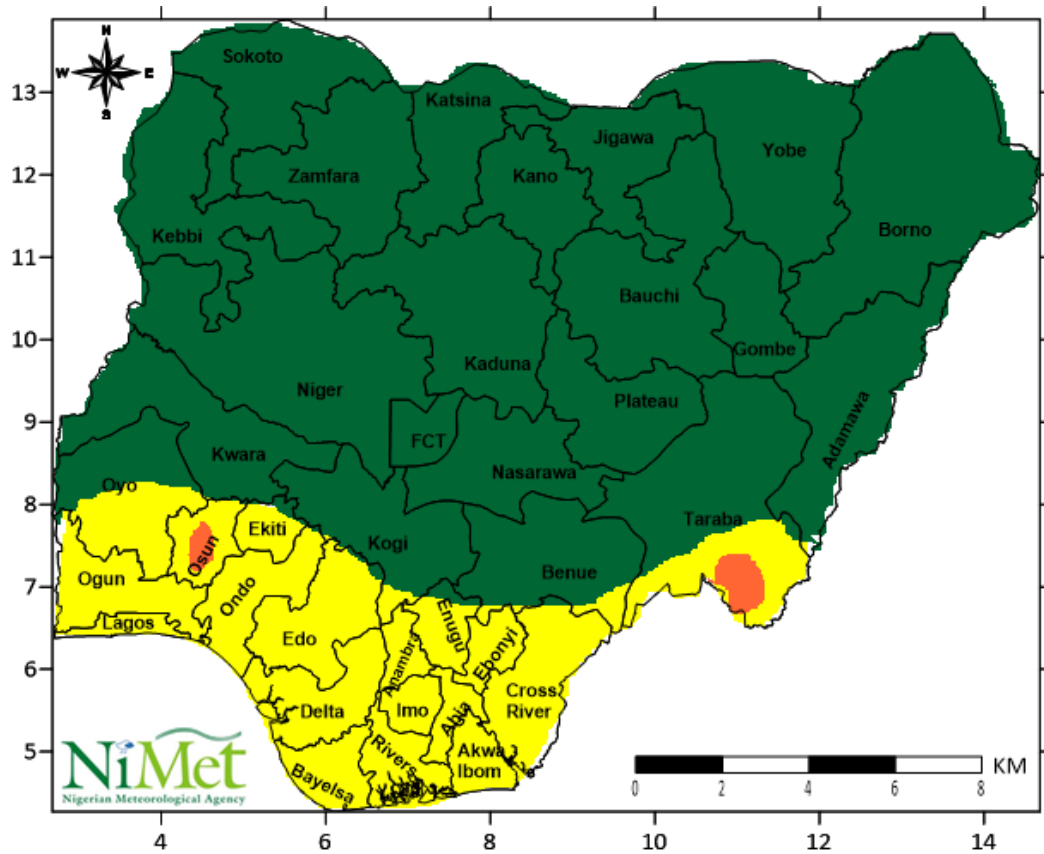 N
W E
S
Sokoto
13
Katsina
Jigawa
Yobe
12
Zamfara
Kano
Borno
Kebbi
11
Bauchi
10
Gombe
Kaduna
Niger
Plateau
9
FCT
Adamawa
Kwara
Nasarawa
Oyo
8
Taraba
Ekiti
Kogi
Osun
Benue
Ogun
7
Ondo
Lagos
Enugu
Edo
Ebonyi
Anambra
6
Cross
River
Imo
Delta
Abia
Rivers
Akwa
Ibom
5
Bayelsa
NiMet
Nigerian Meteorological Agency
KM
0 2 4 6 8
4 6 8 10 12 14